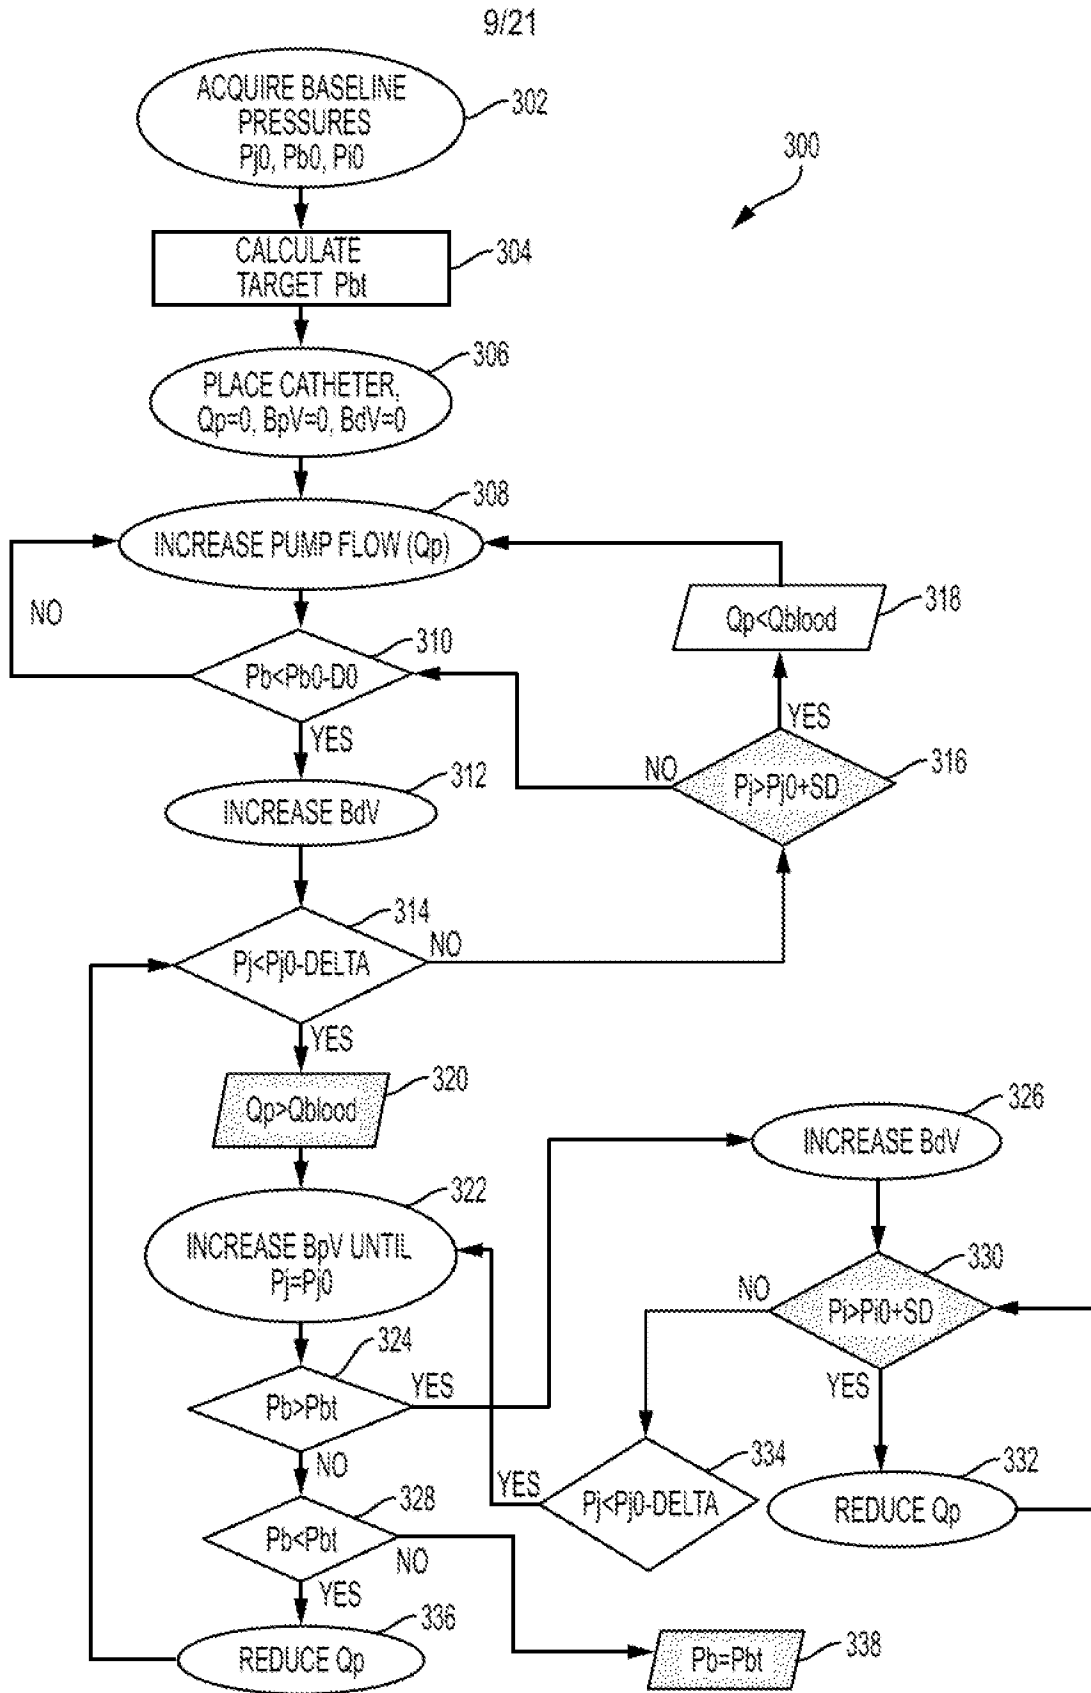 9/21
ACQUIRE BASELINE
PRESSURES
Pj0, Pb0, Pi0
302
300
CALCULATE
TARGET Pbt
304
306
PLACE CATHETER,
Qp=0, BpV=0, BdV=0
308
INCREASE PUMP FLOW (Qp)
NO
Qp<Qblood
318
310
Pb<Pb0-D0
YES
YES
312
NO
Pj>Pj0+SD
316
INCREASE BdV
314
Pj<Pj0-DELTA
NO
YES
320
Qp>Qblood
326
INCREASE BdV
322
INCREASE BpV UNTIL
Pj=Pj0
330
NO
Pi>Pi0+SD
324
YES
YES
Pb>Pbt
NO
334
332
YES
Pj<Pj0-DELTA
REDUCE Qp
328
Pb<Pbt
NO
YES
336
REDUCE Qp
Pb=Pbt
338